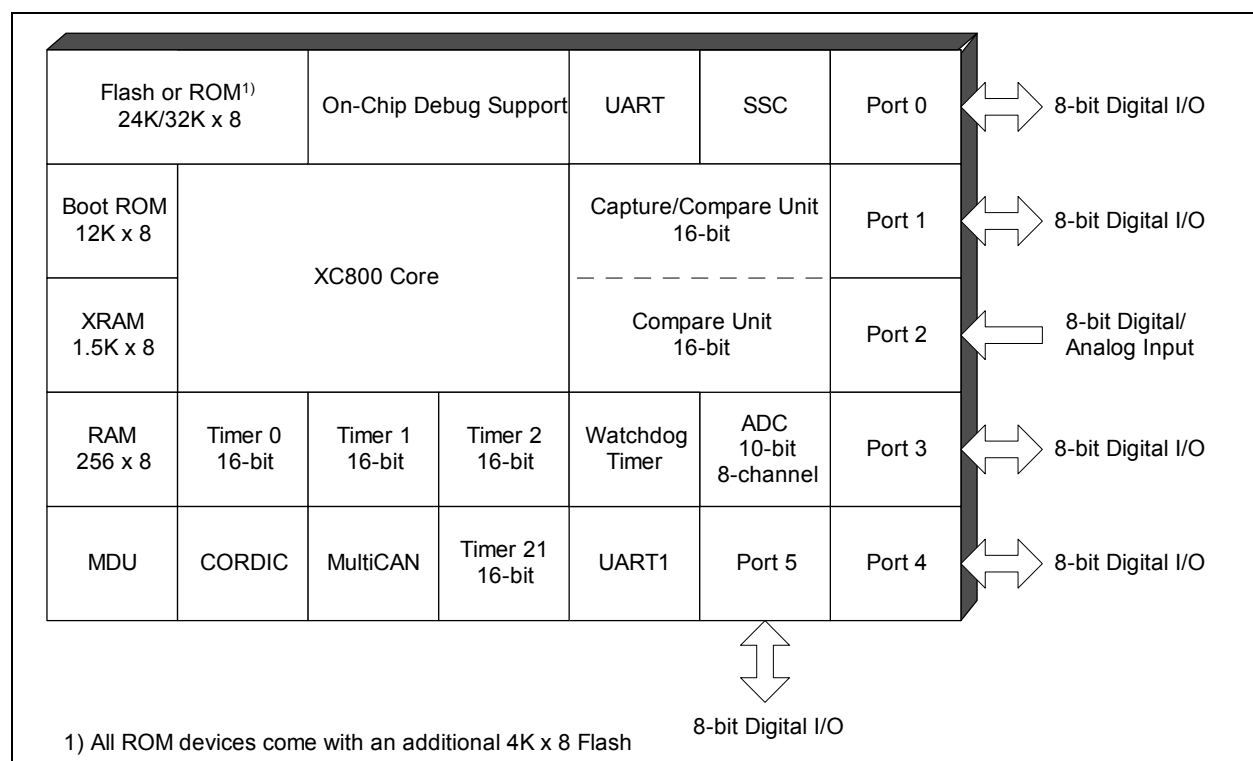 Flash or ROM1)
24K/32K x 8
On-Chip Debug Support
UART
SSC
Port 0
8-bit Digital I/O
Boot ROM
12K x 8
XC800 Core
Capture/Compare Unit
16-bit
Port 1
8-bit Digital I/O
XRAM
1.5K x 8
Compare Unit
16-bit
Port 2
8-bit Digital/
Analog Input
RAM
256 x 8
Timer 0
16-bit
Timer 1
16-bit
Timer 2
16-bit
Watchdog
Timer
ADC
10-bit
8-channel
Port 3
8-bit Digital I/O
MDU
CORDIC
MultiCAN
Timer 21
16-bit
UART1
Port 5
Port 4
8-bit Digital I/O
8-bit Digital I/O
1) All ROM devices come with an additional 4K x 8 Flash